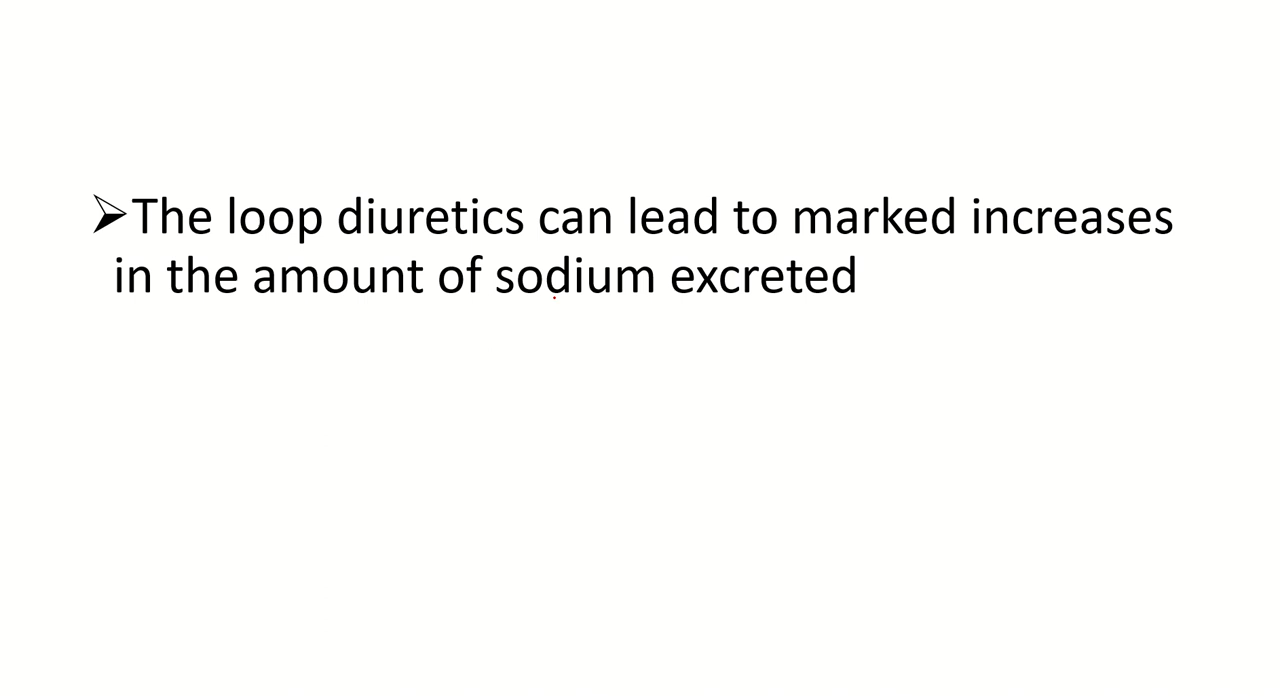 ➢The loop diuretics can lead to marked increases
in the amount of sodium excreted